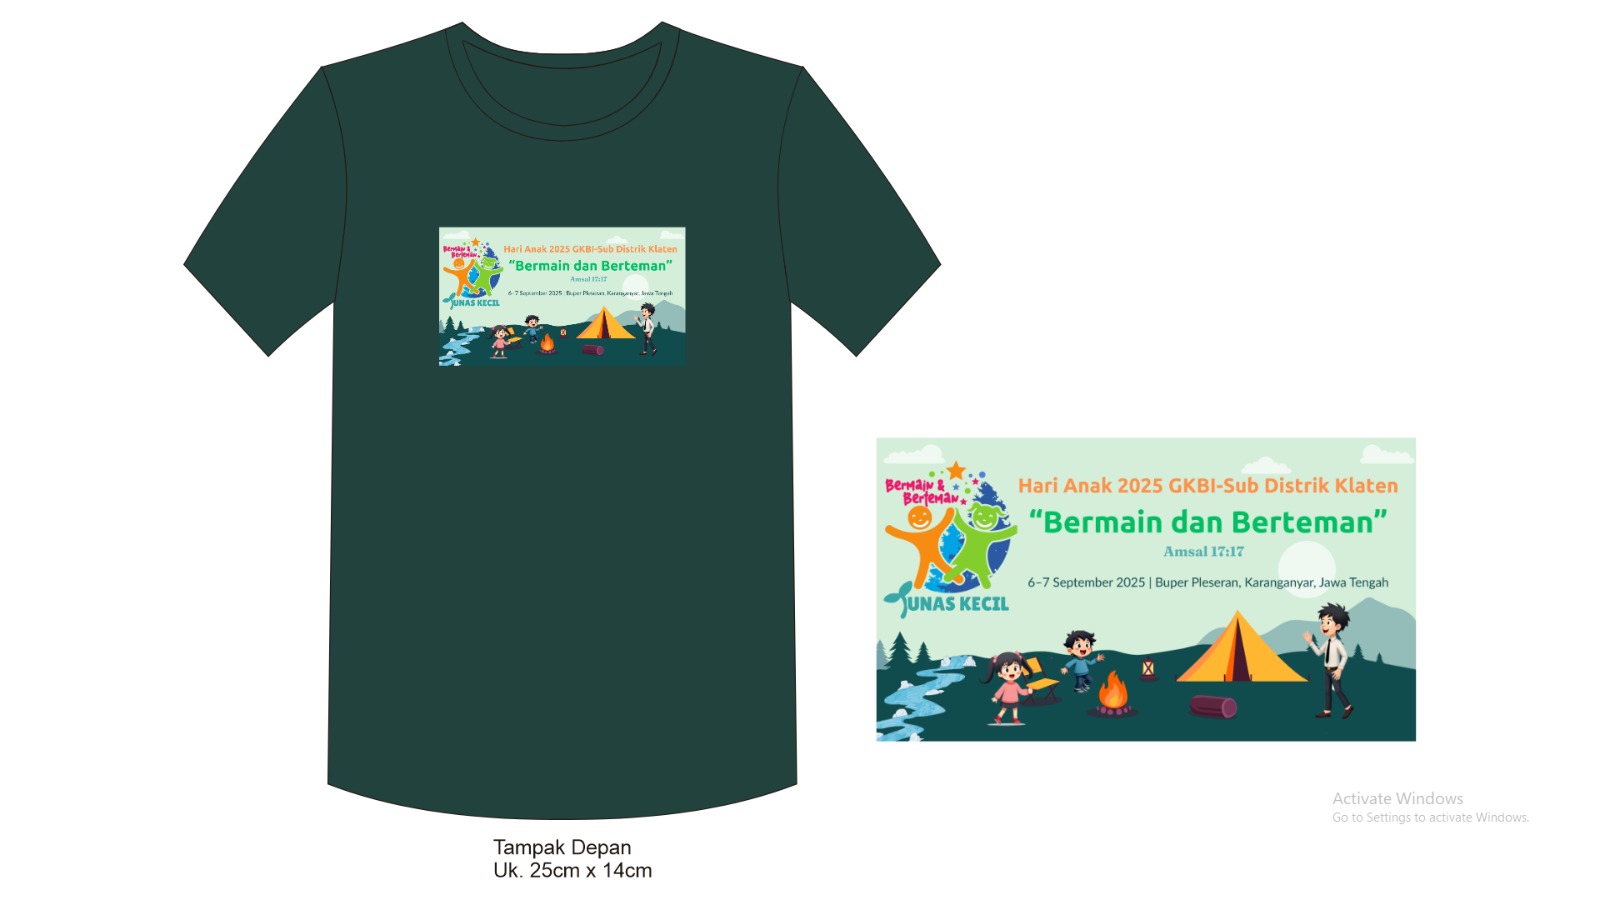 Bermain &
Berteman
TUNAS KECIL
Hari Anak 2025 GKBI-Sub Distrik Klaten
“Bermain dan Berteman”
Amsal 17:17
6-7 September 2025 | Buper Pleseran, Karanganyar, Jawa Tengah
Bermain &
Berteman
TUNAS KECIL
Hari Anak 2025 GKBI-Sub Distrik Klaten
“Bermain dan Berteman”
Amsal 17:17
6–7 September 2025 | Buper Pleseran, Karanganyar, Jawa Tengah
Activate Windows
Go to Settings to activate Windows.
Tampak Depan
Uk. 25cm x 14cm